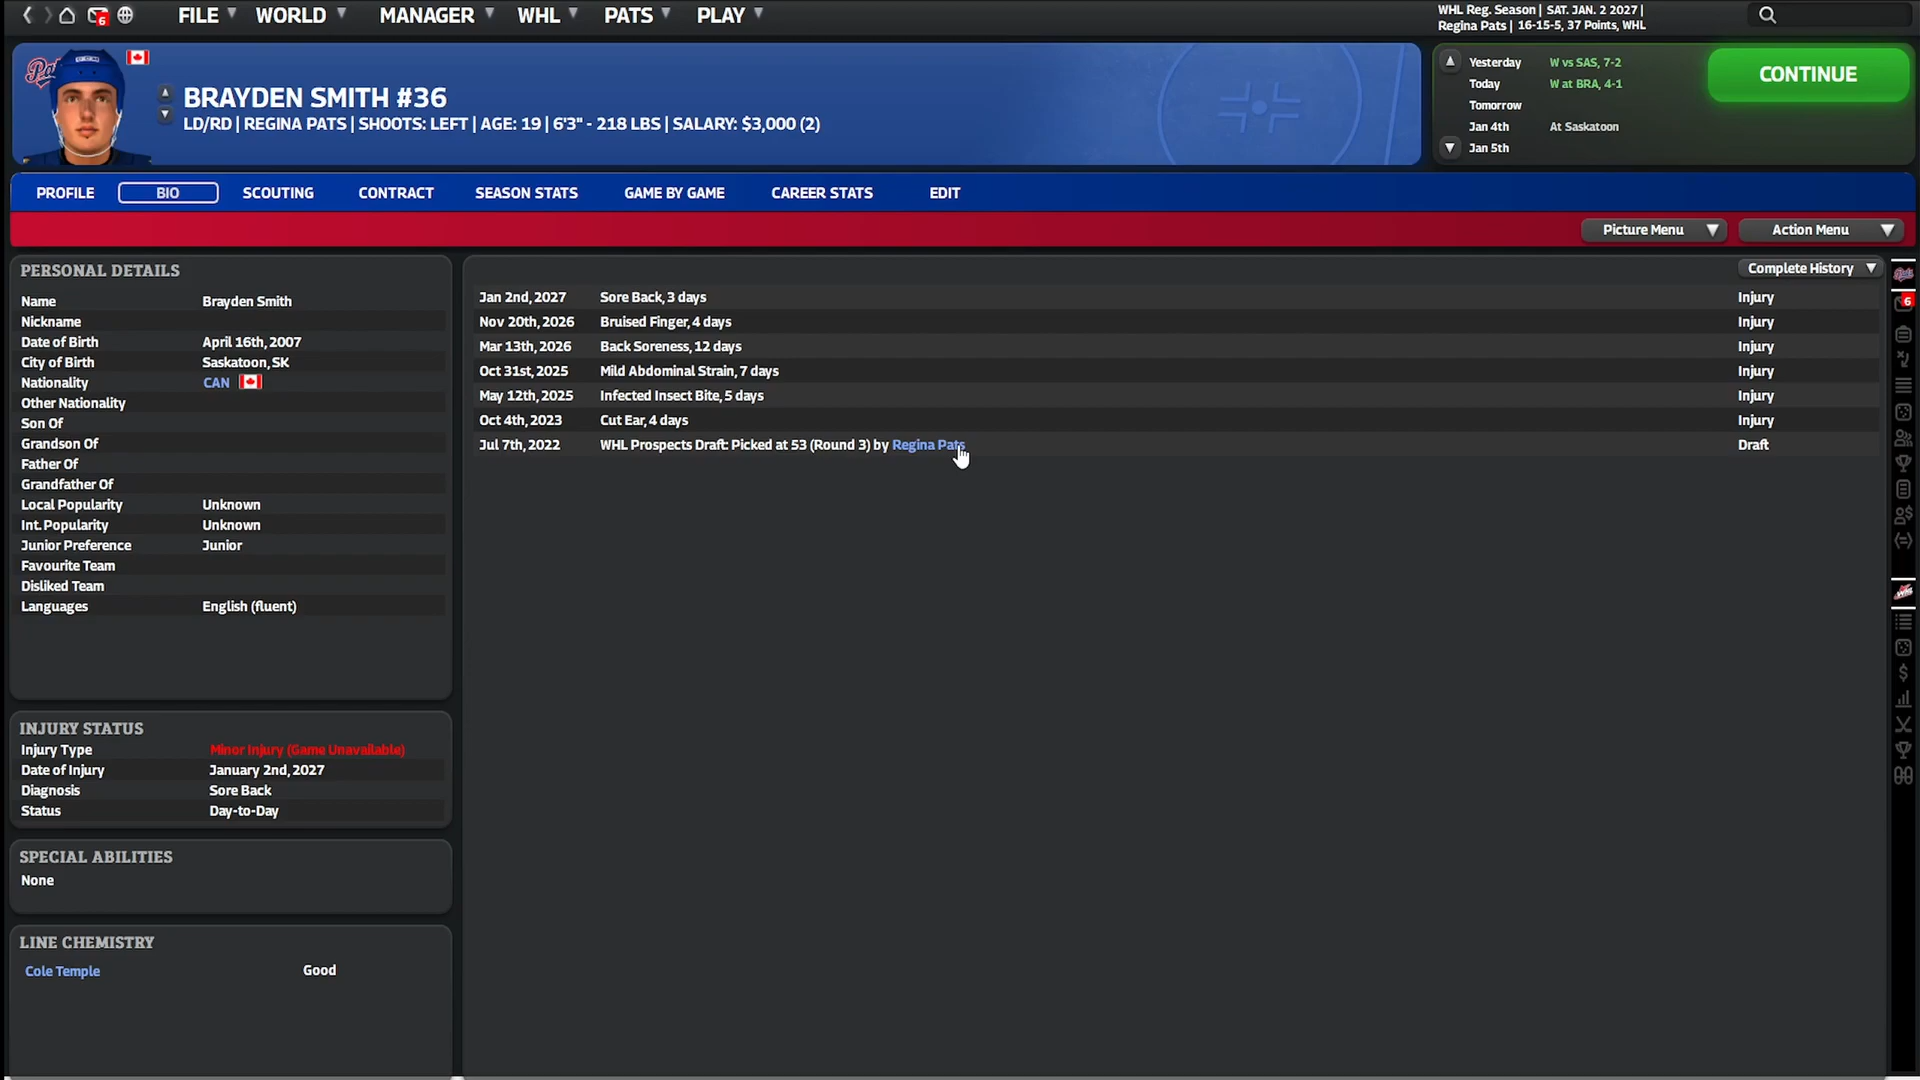 6
FILE WORLD MANAGER WHL PATS PLAY
WHL Reg. Season | SAT. JAN. 2 2027 |
Regina Pats | 16-15-5, 37 Points, WHL
BRAYDEN SMITH #36
LD/RD | REGINA PATS | SHOOTS: LEFT | AGE: 19 | 6'3" - 218 LBS | SALARY: $3,000 (2)
Yesterday W vs SAS, 7-2
Today W at BRA, 4-1
Tomorrow
Jan 4th At Saskatoon
Jan 5th
CONTINUE
PROFILE BIO SCOUTING CONTRACT SEASON STATS GAME BY GAME CAREER STATS EDIT
Picture Menu Action Menu
PERSONAL DETAILS
Name Brayden Smith
Nickname
Date of Birth April 16th, 2007
City of Birth Saskatoon, SK
Nationality CAN
Other Nationality
Son Of
Grandson Of
Father Of
Grandfather Of
Local Popularity Unknown
Int. Popularity Unknown
Junior Preference Junior
Favourite Team
Disliked Team
Languages English (fluent)
Complete History
Jan 2nd, 2027 Sore Back, 3 days Injury
Nov 20th, 2026 Bruised Finger, 4 days Injury
Mar 13th, 2026 Back Soreness, 12 days Injury
Oct 31st, 2025 Mild Abdominal Strain, 7 days Injury
May 12th, 2025 Infected Insect Bite, 5 days Injury
Oct 4th, 2023 Cut Ear, 4 days Injury
Jul 7th, 2022 WHL Prospects Draft: Picked at 53 (Round 3) by Regina Pats Draft
6
INJURY STATUS
Injury Type Minor Injury (Game Unavailable)
Date of Injury January 2nd, 2027
Diagnosis Sore Back
Status Day-to-Day
SPECIAL ABILITIES
None
LINE CHEMISTRY
Cole Temple Good